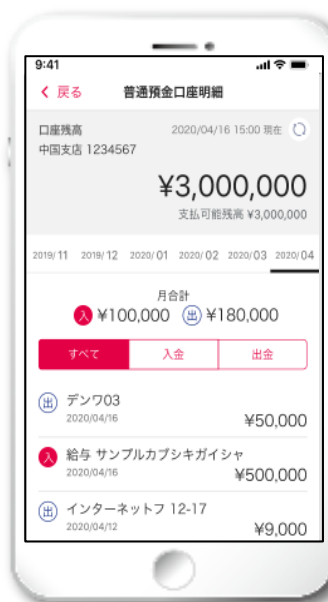 9:41
戻る 普通預金口座明細
口座残高 2020/04/16 15:00 現在
中国支店 1234567
¥3,000,000
支払可能残高 ¥3,000,000
2019/11 2019/12 2020/01 2020/02 2020/03 2020/04
月合計
入 ¥100,000 出 ¥180,000
すべて 入金 出金
出 デンワ03
2020/04/16 ¥50,000
入 給与 サンプルカブシキガイシャ
2020/04/16 ¥500,000
出 インターネットフ 12-17
2020/04/12 ¥9,000